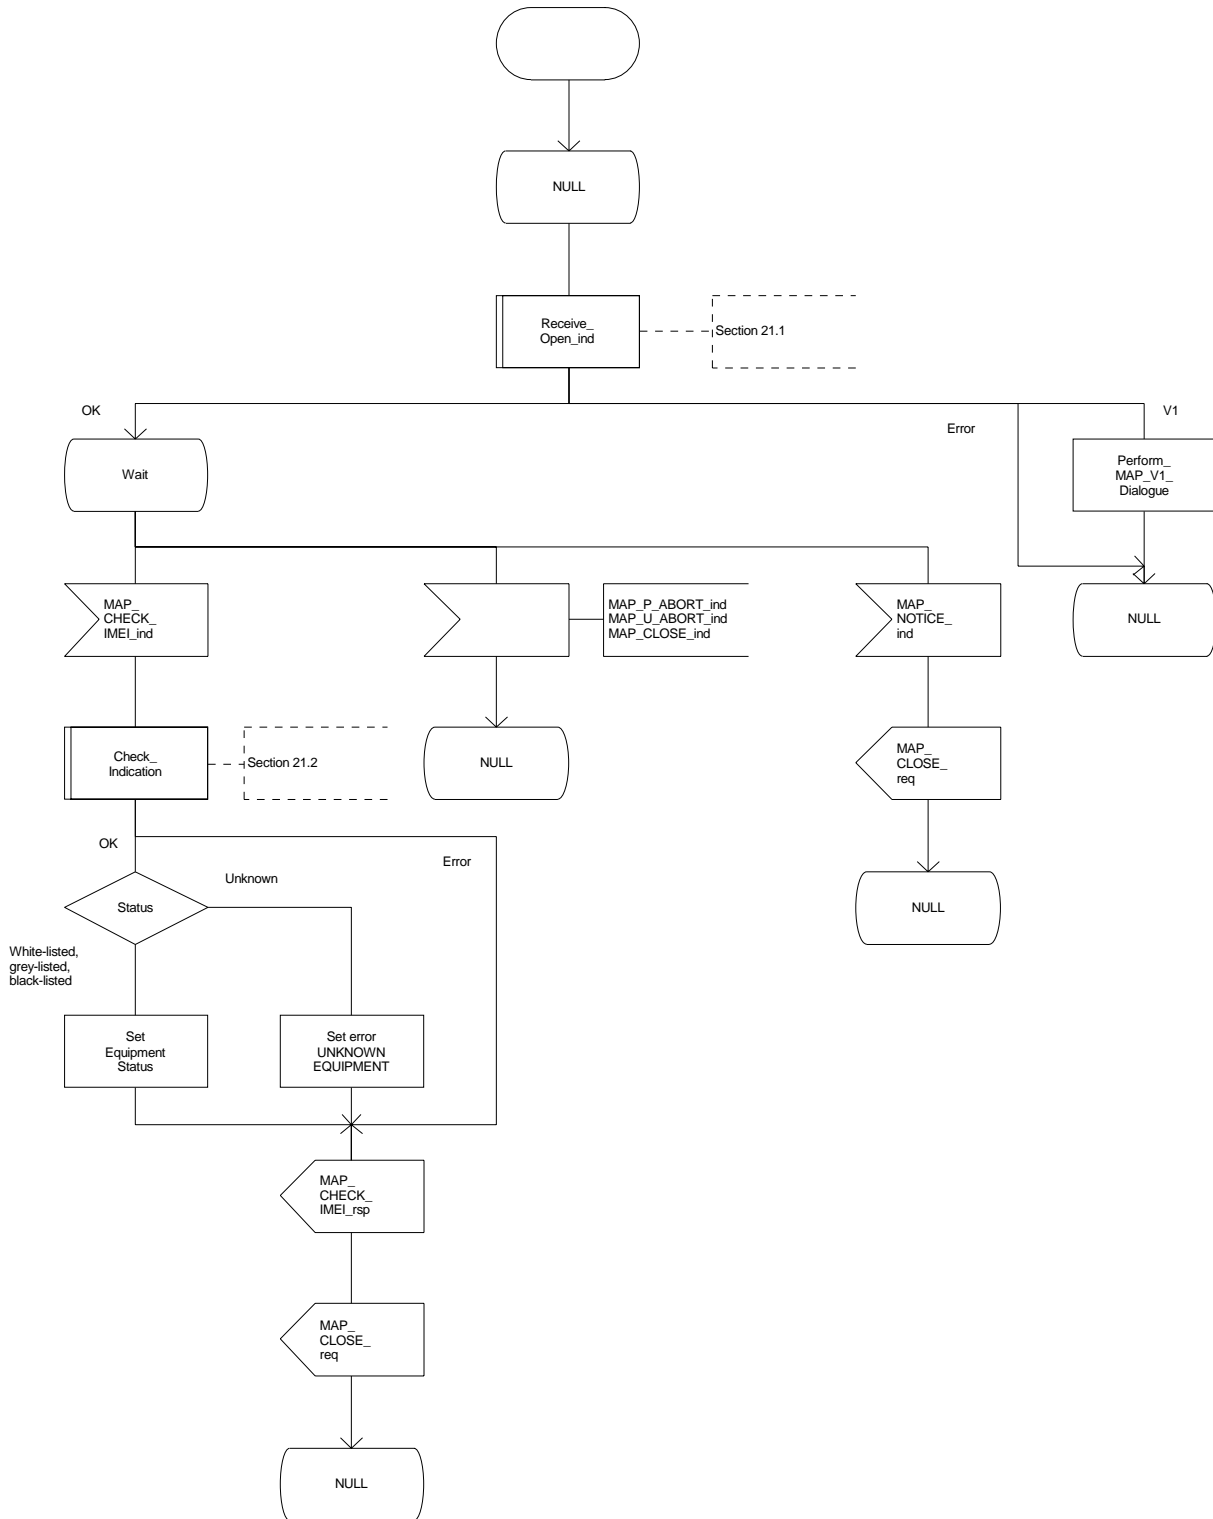 NULL
Receive_
Open_ind
Section 21.1
OK
Error
V1
Wait
Perform_
MAP_V1_
Dialogue
MAP_
CHECK_
IMEI_ind
MAP_P_ABORT_ind
MAP_U_ABORT_ind
MAP_CLOSE_ind
MAP_
NOTICE_
ind
NULL
Check_
Indication
Section 21.2
NULL
MAP_
CLOSE_
req
OK
Error
Unknown
Status
NULL
White-listed,
grey-listed,
black-listed
Set
Equipment
Status
Set error
UNKNOWN
EQUIPMENT
MAP_
CHECK_
IMEI_rsp
MAP_
CLOSE_
req
NULL